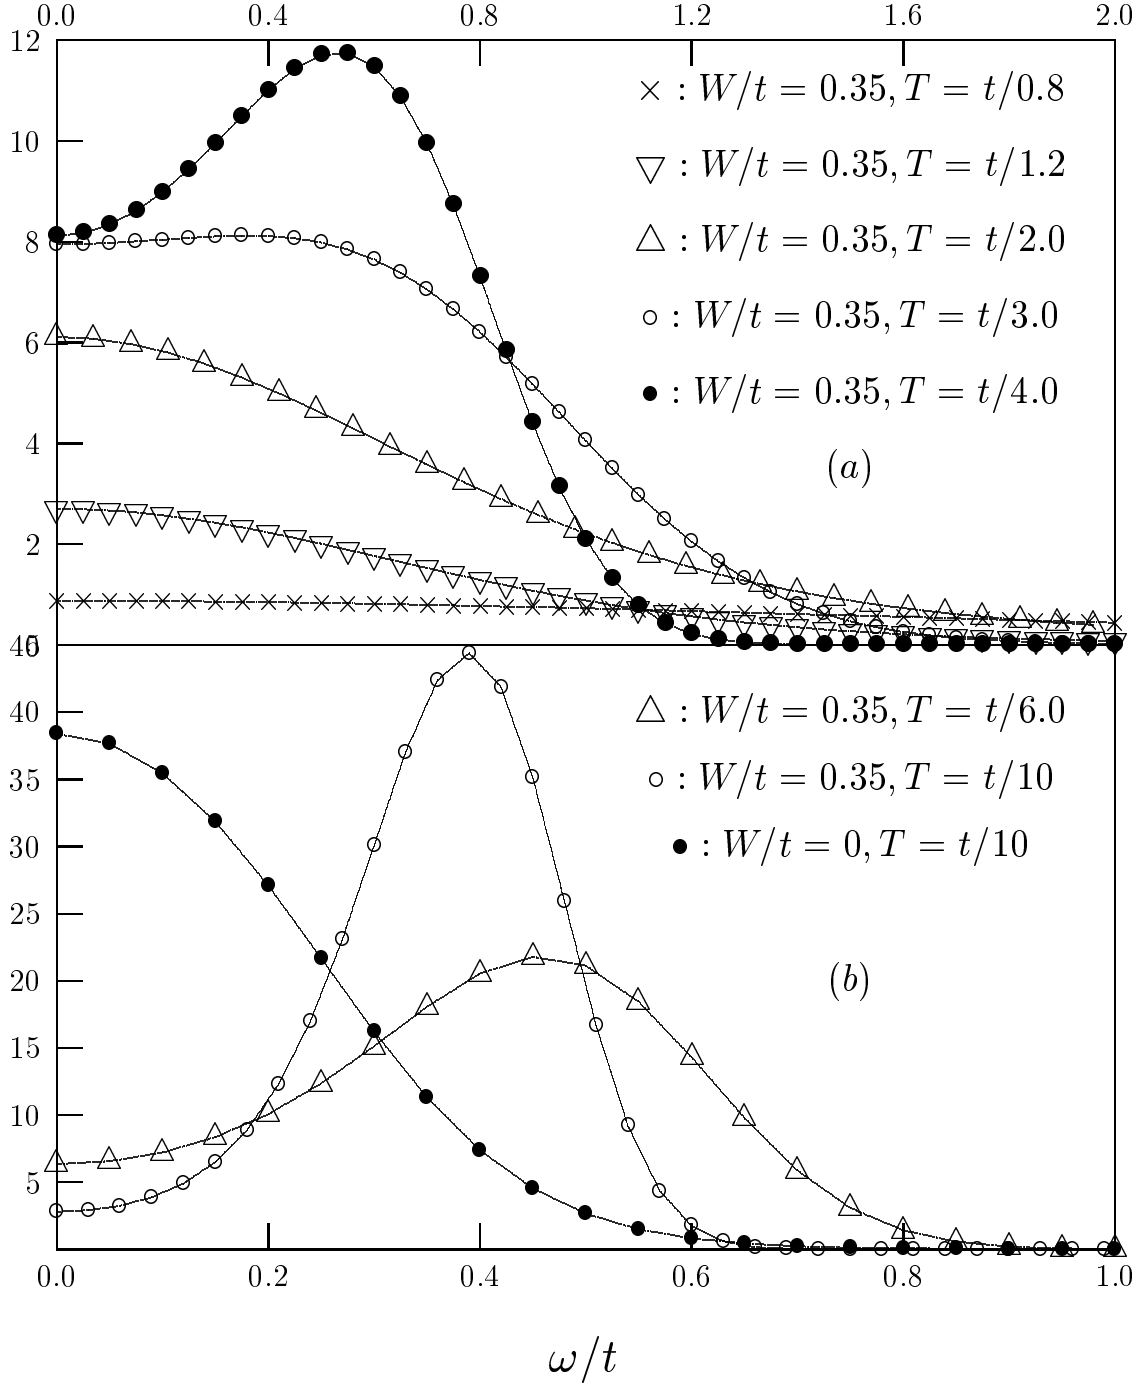 0.0 0.4 0.8 1.2 1.6 2.0
12
× : W/t = 0.35, T = t/0.8
10
▽ : W/t = 0.35, T = t/1.2
8
△ : W/t = 0.35, T = t/2.0
6
○ : W/t = 0.35, T = t/3.0
● : W/t = 0.35, T = t/4.0
4
(a)
2
40
35
30
25
20
15
10
5
△ : W/t = 0.35, T = t/6.0
○ : W/t = 0.35, T = t/10
● : W/t = 0, T = t/10
(b)
0.0 0.2 0.4 0.6 0.8 1.0
ω/t